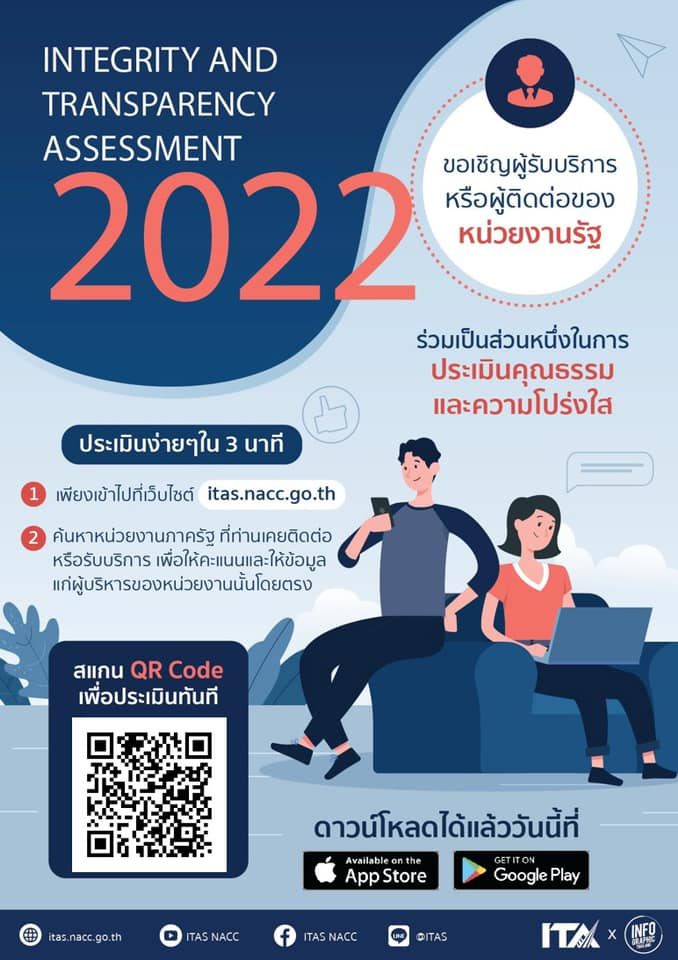 INTEGRITY AND
TRANSPARENCY
ASSESSMENT
2022
ขอเชิญผู้รับบริการ
หรือผู้ติดต่อของ
หน่วยงานรัฐ
ร่วมเป็นส่วนหนึ่งในการ
ประเมินคุณธรรม
และความโปร่งใส
ประเมินง่ายๆใน 3 นาที
1 เพียงเข้าไปที่เว็บไซต์ itas.nacc.go.th
2 ค้นหาหน่วยงานภาครัฐ ที่ท่านเคยติดต่อ
หรือรับบริการ เพื่อให้คะแนนและให้ข้อมูล
แก่ผู้บริหารของหน่วยงานนั้นโดยตรง
สแกน QR Code
เพื่อประเมินทันที
ดาวน์โหลดได้แล้ววันนี้ที่
Available on the
App Store
GET IT ON
Google Play
itas.nacc.go.th
ITAS NACC
ITAS NACC
LINE
@ITAS
ITA X INFO
GRAPHIC
THAILAND